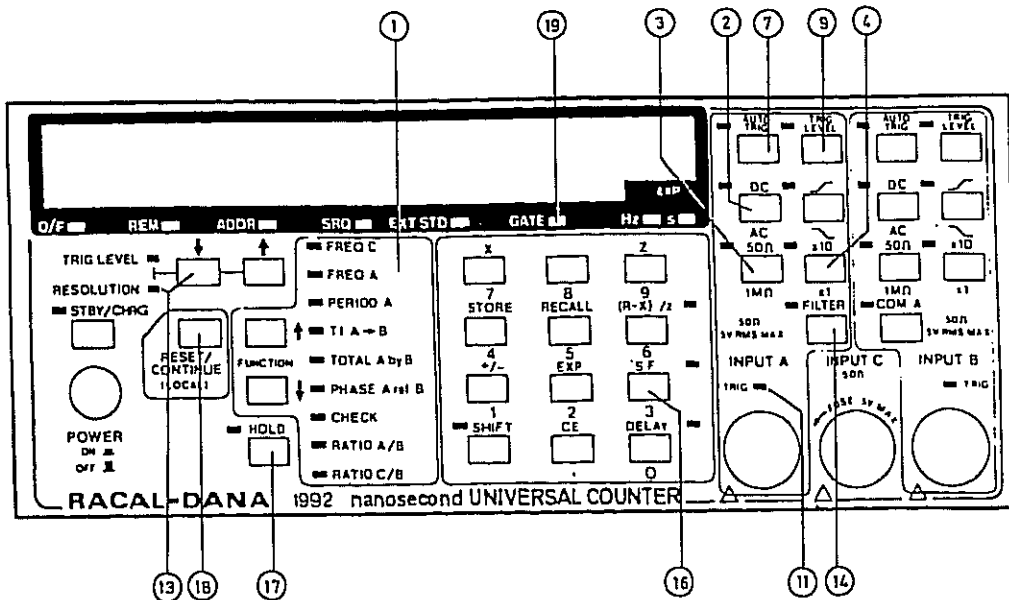 3 2 7 9 4
1 19
AUTO TRIG TRIG LEVEL AUTO TRIG TRIG LEVEL
EXP
O/F REM ADDR SRQ EXT STD GATE Hz s
DC DC
AC 50Ω x10 AC 50Ω x10
1MΩ x1 1MΩ x1
TRIG LEVEL
RESOLUTION
STBY/CHRG
RESET/
CONTINUE
(LOCAL)
FUNCTION
HOLD
POWER
ON
OFF
FREQ C
FREQ A
PERIOD A
T I A → B
TOTAL A by B
PHASE A rel B
CHECK
RATIO A/B
RATIO C/B
X Z
7 8 9
STORE RECALL (R-X)/Z
4 5 6
+/- EXP SF
1 2 3
SHIFT CE DELAY
. 0
FILTER COM A
50Ω
5V RMS MAX
50Ω
5V RMS MAX
INPUT A INPUT C INPUT B
50Ω
TRIG TRIG
FUSE 5V MAX
RACAL-DANA 1992 nanosecond UNIVERSAL COUNTER
13 18 17 16 11 14